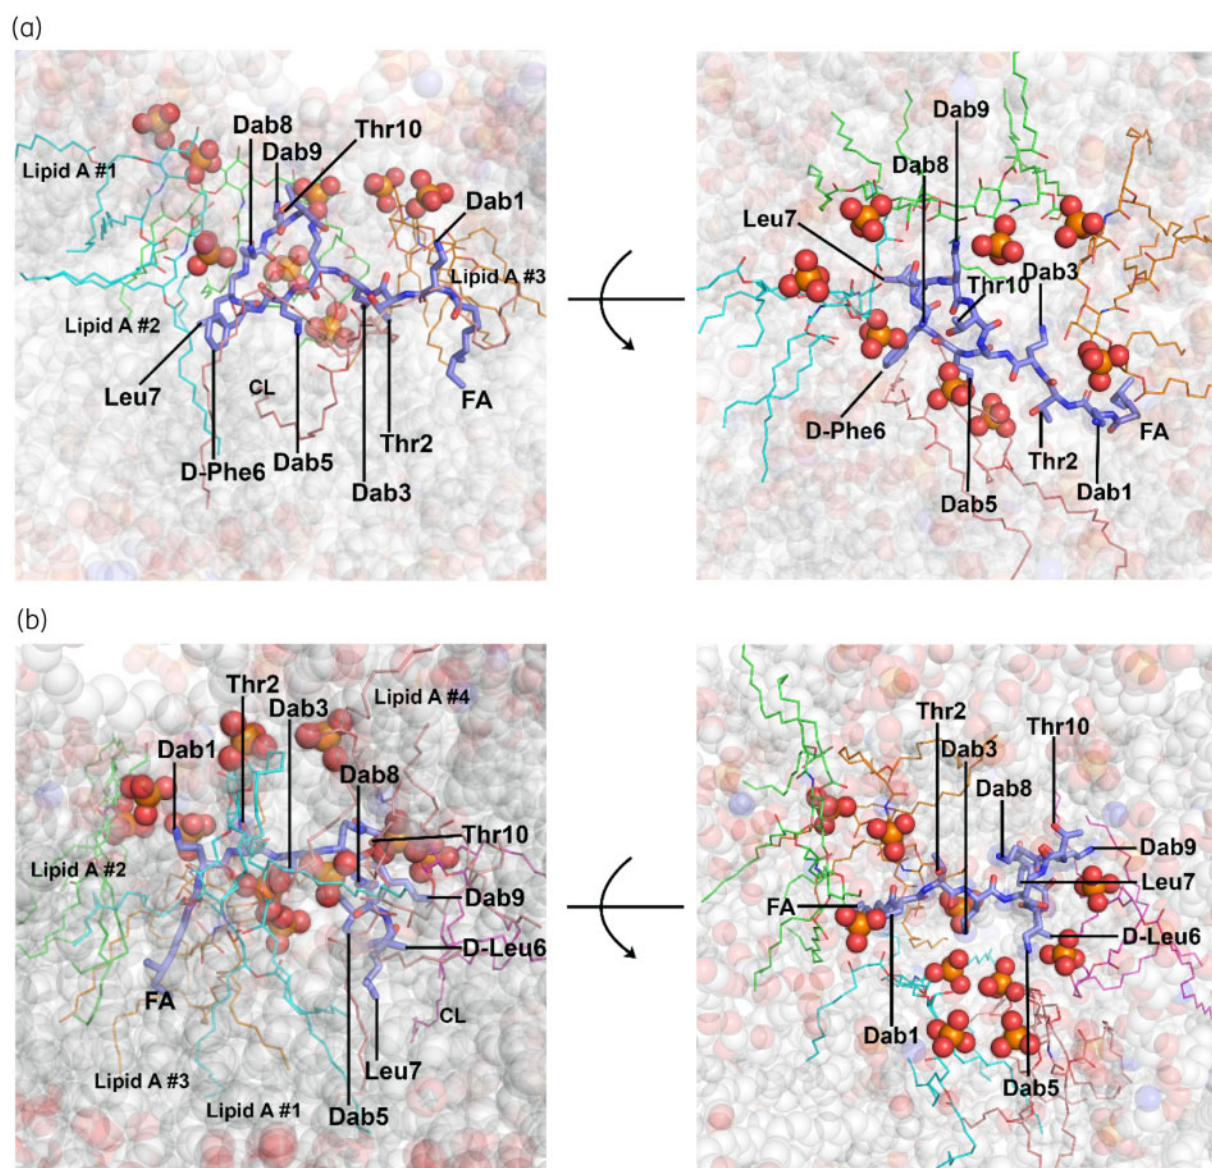 (a)
Dab8
Thr10
Dab9
Lipid A #1
Dab1
Lipid A #3
Lipid A #2
Leu7
CL
FA
Thr2
D-Phe6
Dab5
Dab3
Dab9
Dab8
Leu7
Dab3
Thr10
D-Phe6
FA
Thr2
Dab1
Dab5
(b)
Thr2
Lipid A #4
Dab3
Dab1
Dab8
Thr10
Lipid A #2
Dab9
D-Leu6
FA
CL
Leu7
Lipid A #3
Lipid A #1
Dab5
Thr2
Thr10
Dab3
Dab8
Dab9
Leu7
FA
D-Leu6
Dab1
Dab5